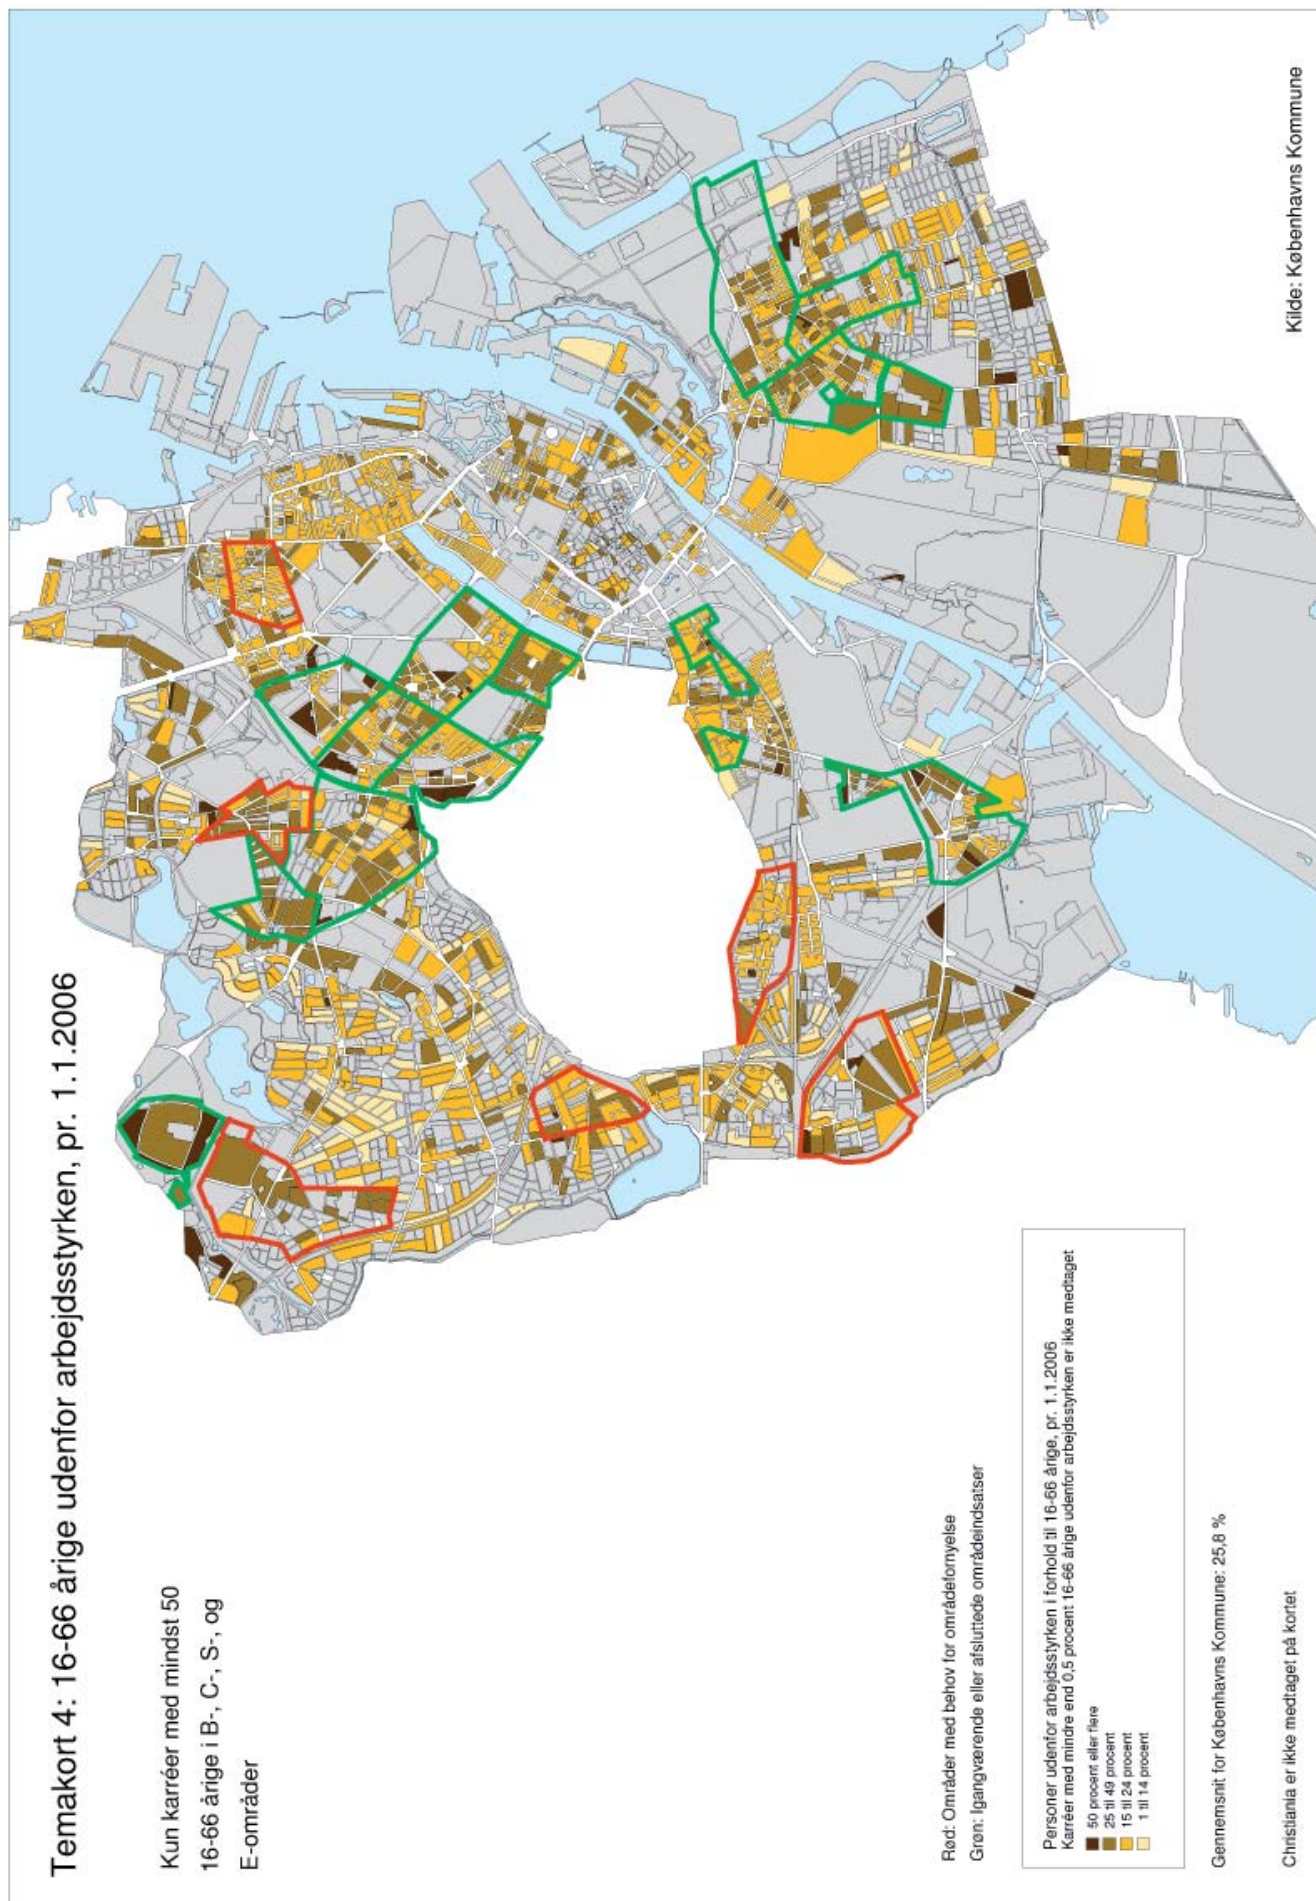 Temakort 4: 16-66 årige udenfor arbejdsstyrken, pr. 1.1.2006
Kun karréer med mindst 50
16-66 årige i B-, C-, S-, og
E-områder
Rød: Områder med behov for områdefornyelse
Grøn: Igangværende eller afsluttede områdeindsatser
Personer udenfor arbejdsstyrken i forhold til 16-66 årige, pr. 1.1.2006
Karréer med mindre end 0,5 procent 16-66 årige udenfor arbejdsstyrken er ikke medtaget
50 procent eller flere
25 til 49 procent
15 til 24 procent
1 til 14 procent
Gennemsnit for Københavns Kommune: 25,8 %
Christiania er ikke medtaget på kortet
Kilde: Københavns Kommune